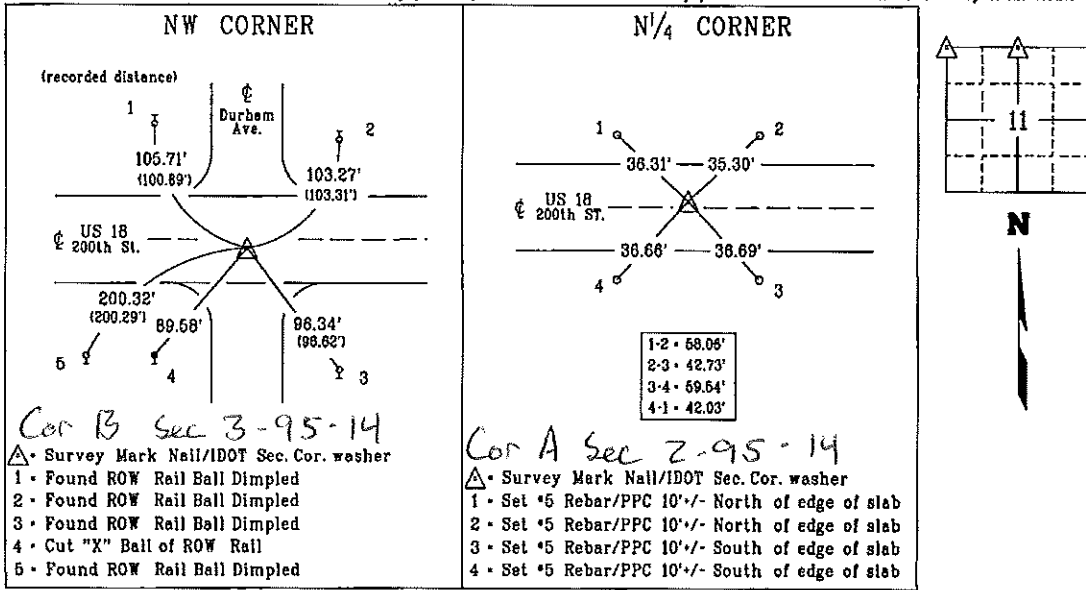 NW CORNER
(recorded distance)
1
℄
Durham
Ave.
2
105.71'
(100.89')
103.27'
(103.31')
℄ US 18
200th St.
200.32'
(200.29')
89.58'
96.34'
(96.62')
5
4
3
Cor B Sec 3-95-14
△ - Survey Mark Nail/IDOT Sec. Cor. washer
1 - Found ROW Rail Ball Dimpled
2 - Found ROW Rail Ball Dimpled
3 - Found ROW Rail Ball Dimpled
4 - Cut "X" Ball of ROW Rail
5 - Found ROW Rail Ball Dimpled
N1/4 CORNER
1
2
36.31'
35.30'
℄ US 18
200th ST.
36.66'
36.69'
4
3
1-2 = 58.06'
2-3 = 42.73'
3-4 = 59.54'
4-1 = 42.03'
Cor A Sec 2-95-14
△ - Survey Mark Nail/IDOT Sec. Cor. washer
1 - Set #5 Rebar/PPC 10'+/- North of edge of slab
2 - Set #5 Rebar/PPC 10'+/- North of edge of slab
3 - Set #5 Rebar/PPC 10'+/- South of edge of slab
4 - Set #5 Rebar/PPC 10'+/- South of edge of slab
11
N